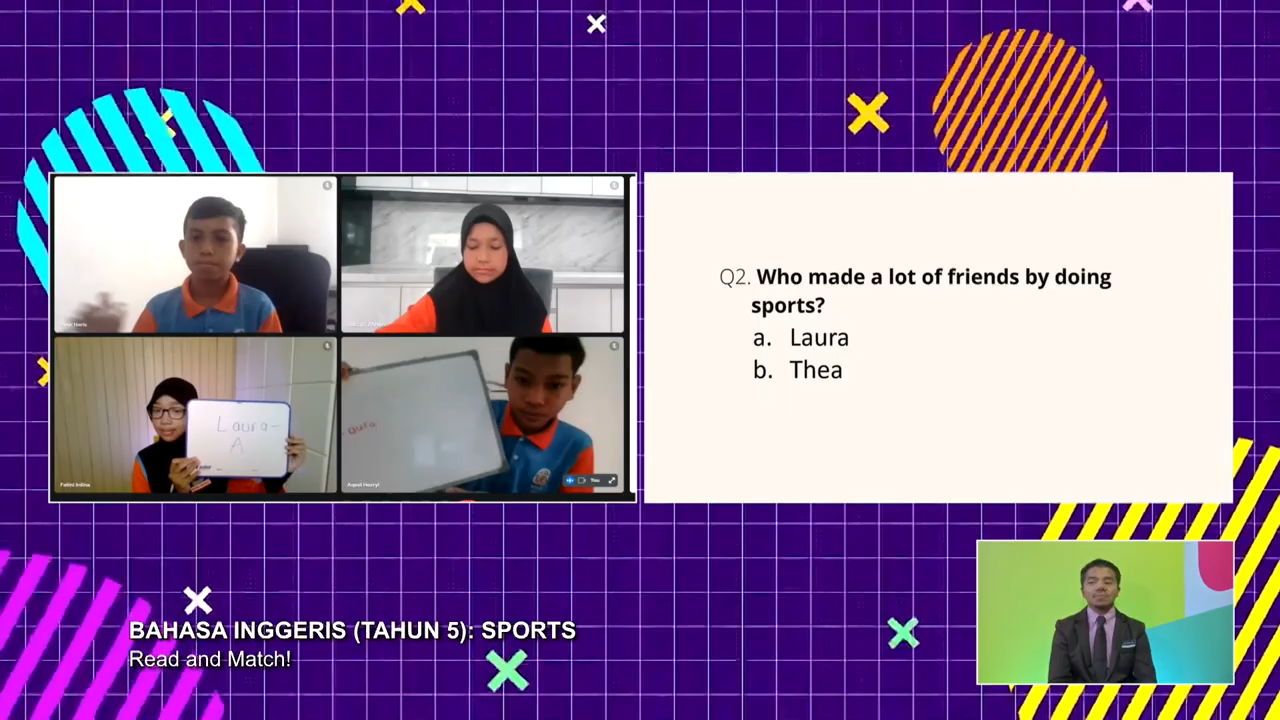 Laura-
A
Q2. Who made a lot of friends by doing
sports?
a. Laura
b. Thea
You
BAHASA INGGERIS (TAHUN 5): SPORTS
Read and Match!